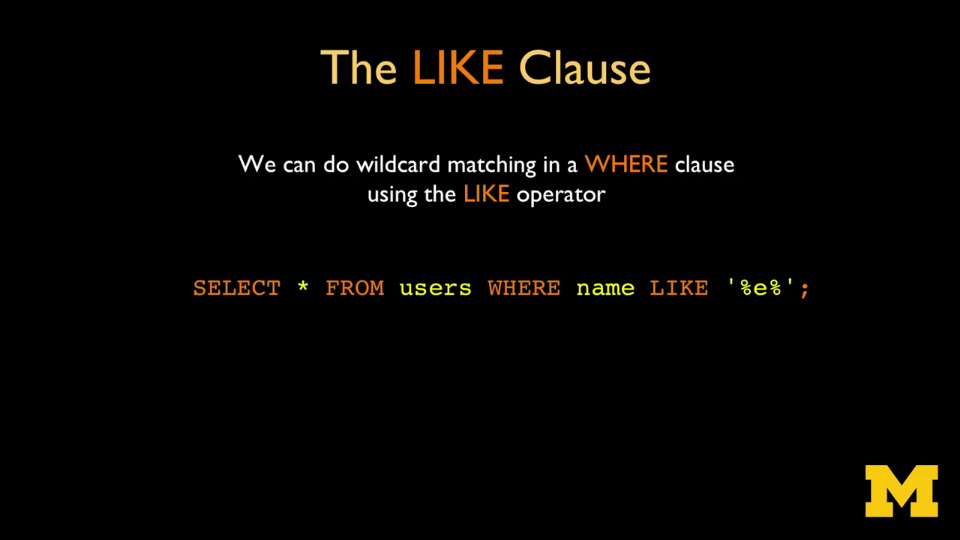 The LIKE Clause
We can do wildcard matching in a WHERE clause
using the LIKE operator
SELECT * FROM users WHERE name LIKE '%e%';
M